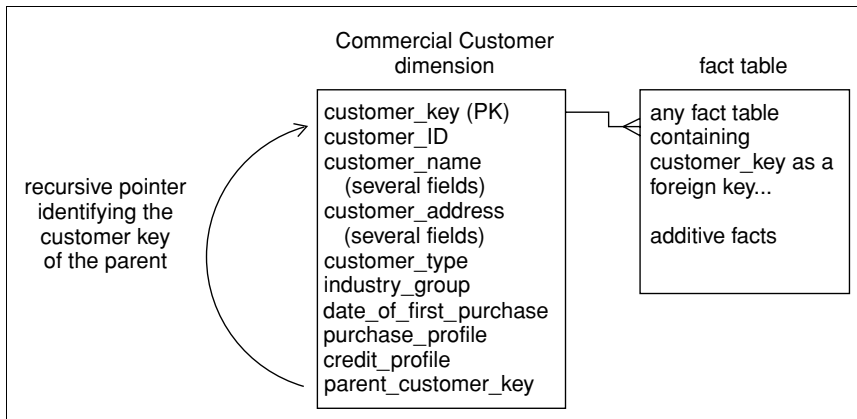 Commercial Customer
dimension
fact table
recursive pointer
identifying the
customer key
of the parent
customer_key (PK)
customer_ID
customer_name
(several fields)
customer_address
(several fields)
customer_type
industry_group
date_of_first_purchase
purchase_profile
credit_profile
parent_customer_key
any fact table
containing
customer_key as a
foreign key...
additive facts